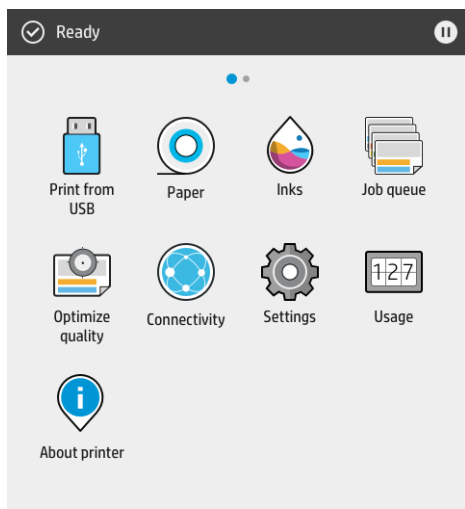 Ready
Print from
USB
Paper
Inks
Job queue
Optimize
quality
Connectivity
Settings
127
Usage
i
About printer